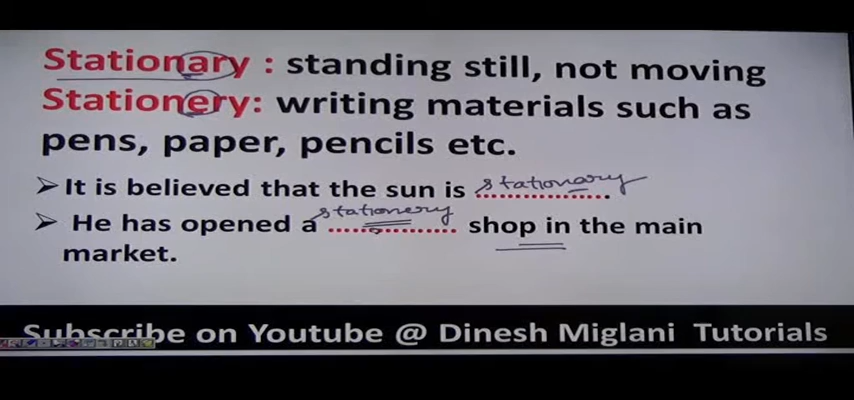 Stationary : standing still, not moving
Stationery: writing materials such as
pens, paper, pencils etc.
➢It is believed that the sun is stationary.
➢ He has opened a stationery shop in the main
market.
Subscribe on Youtube @ Dinesh Miglani Tutorials